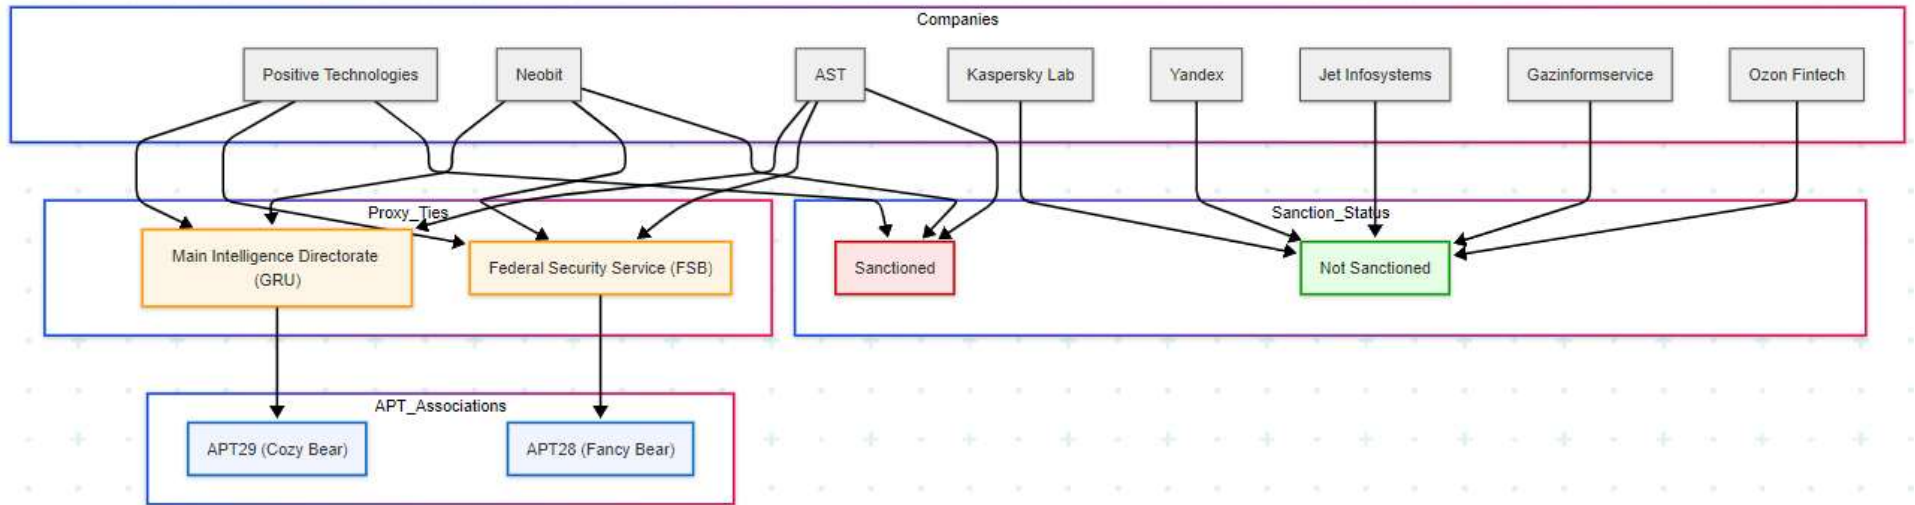 Companies
Positive Technologies
Neobit
AST
Kaspersky Lab
Yandex
Jet Infosystems
Gazinformservice
Ozon Fintech
Proxy_Ties
Main Intelligence Directorate
(GRU)
Federal Security Service (FSB)
Sanction_Status
Sanctioned
Not Sanctioned
APT_Associations
APT29 (Cozy Bear)
APT28 (Fancy Bear)